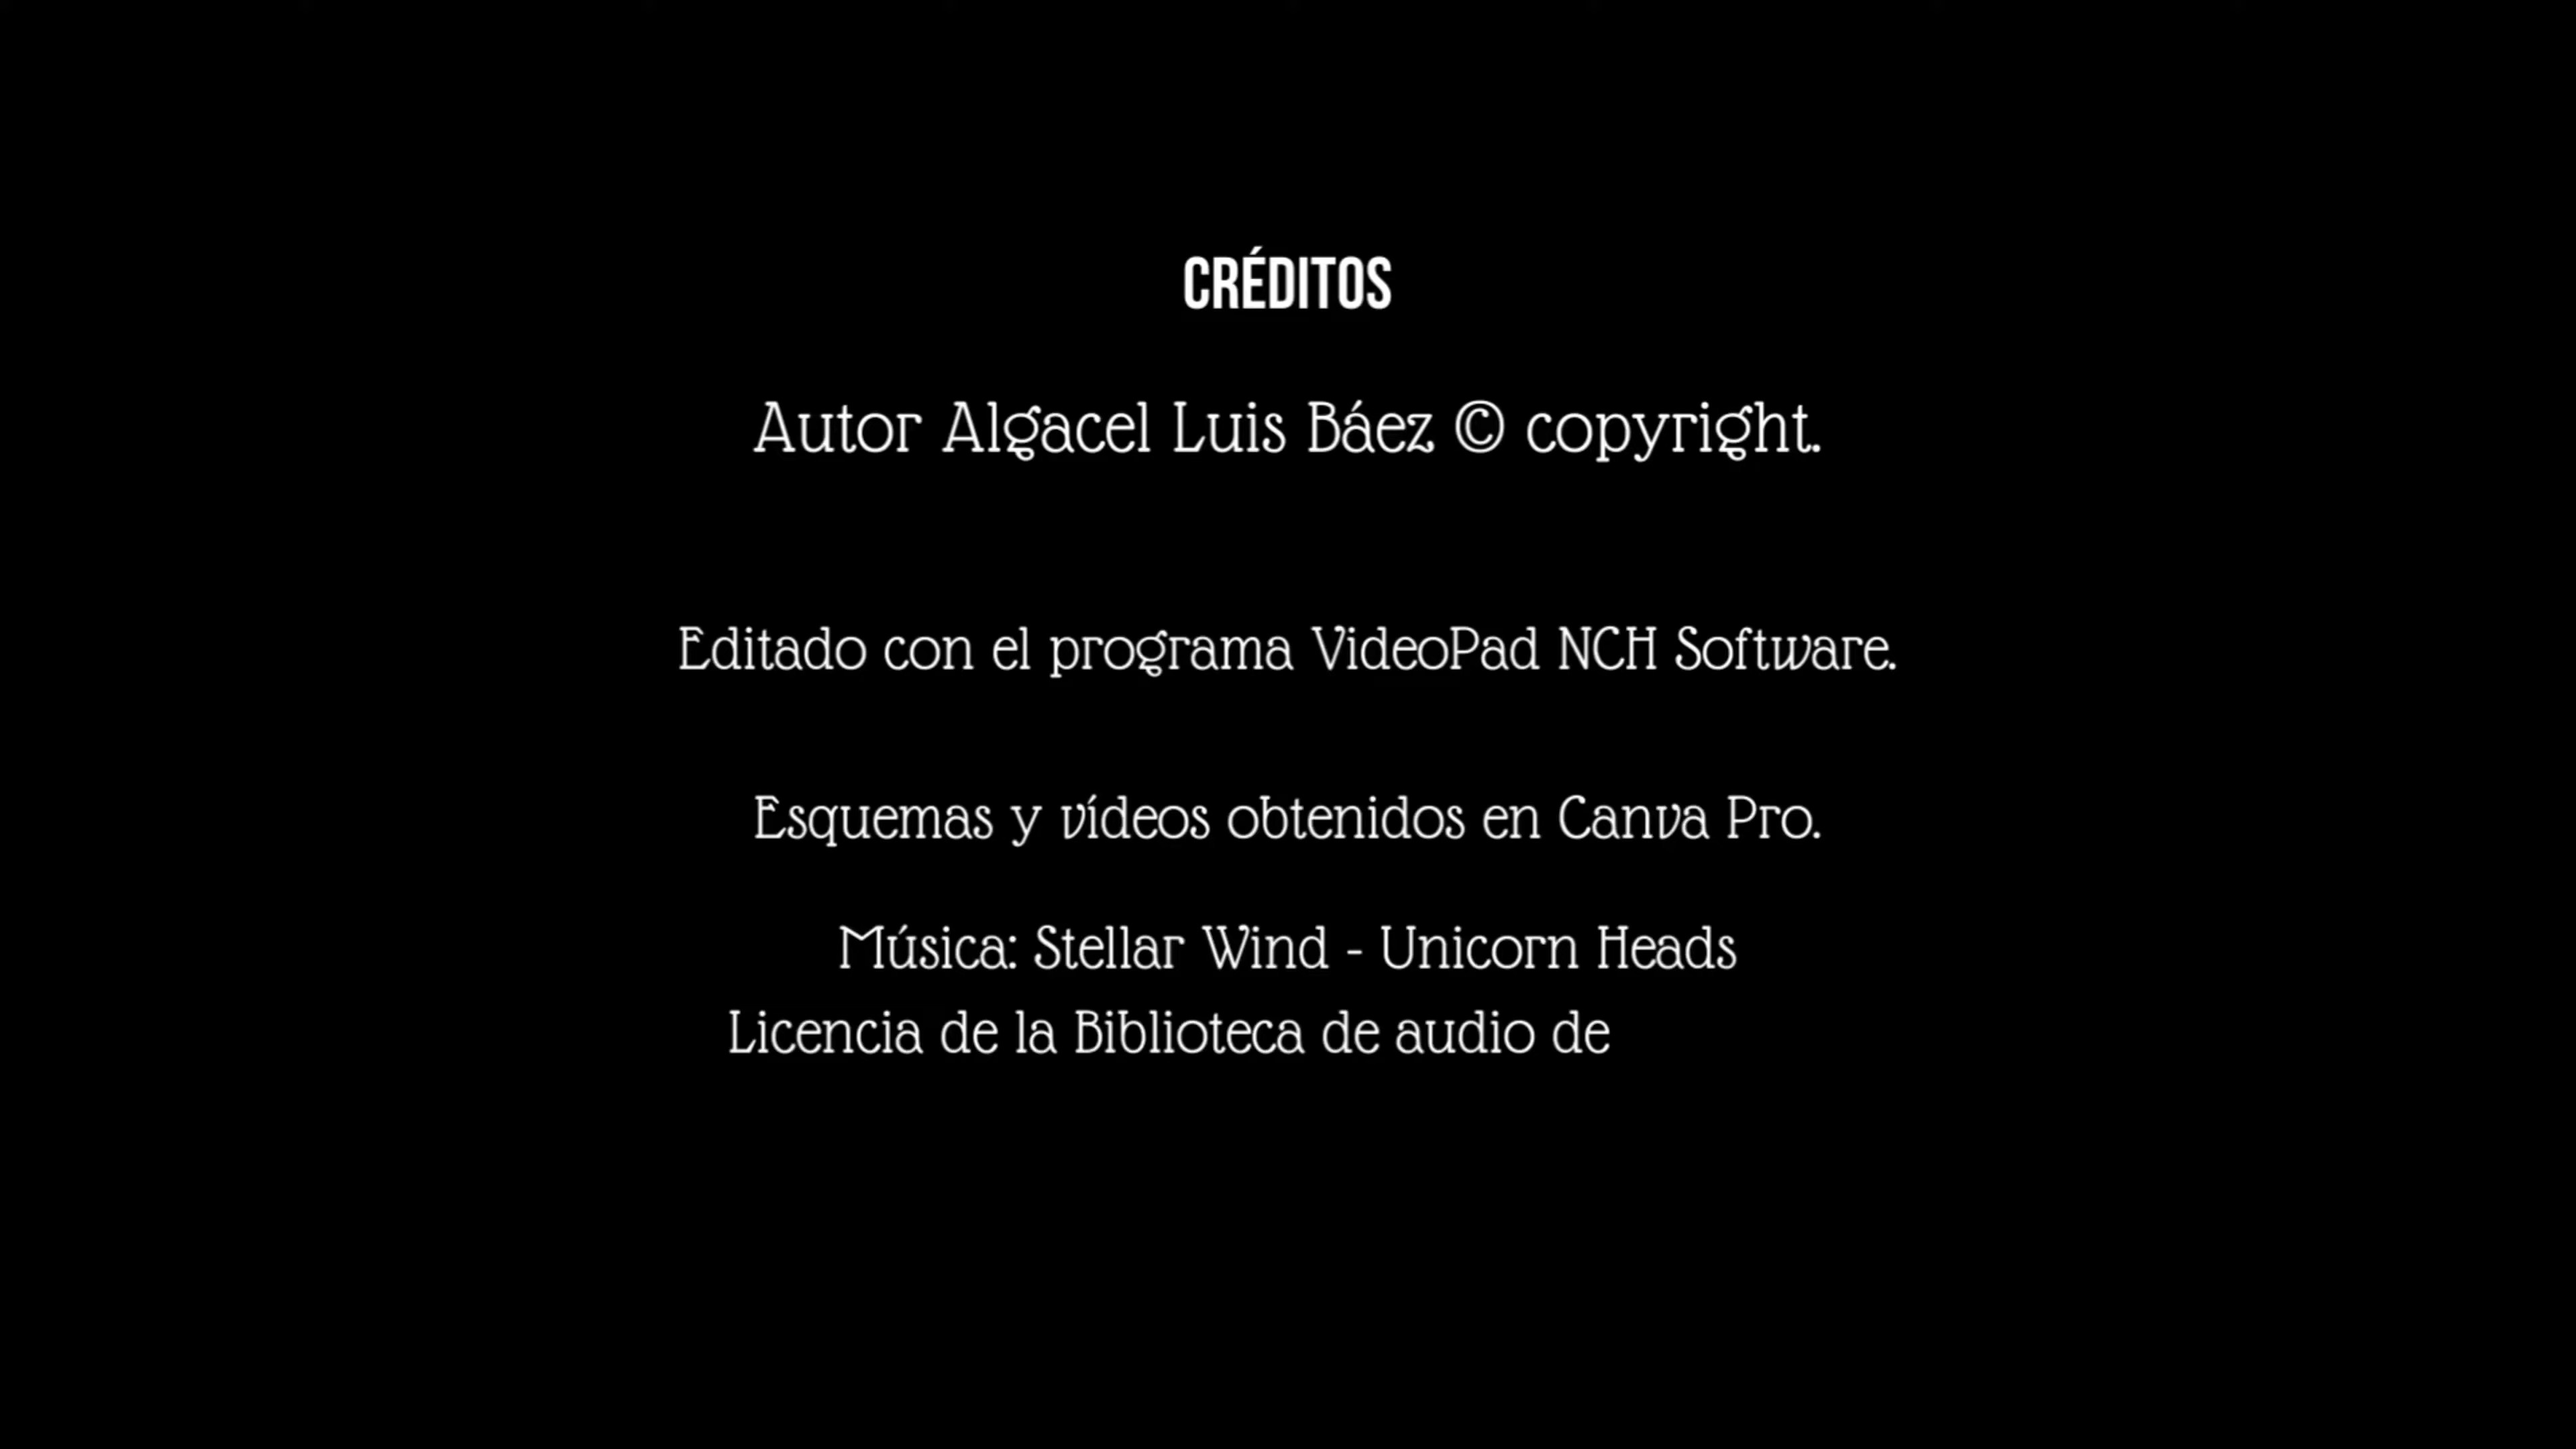 CRÉDITOS
Autor Algacel Luis Báez © copyright.
Editado con el programa VideoPad NCH Software.
Esquemas y vídeos obtenidos en Canva Pro.
Música: Stellar Wind - Unicorn Heads
Licencia de la Biblioteca de audio de